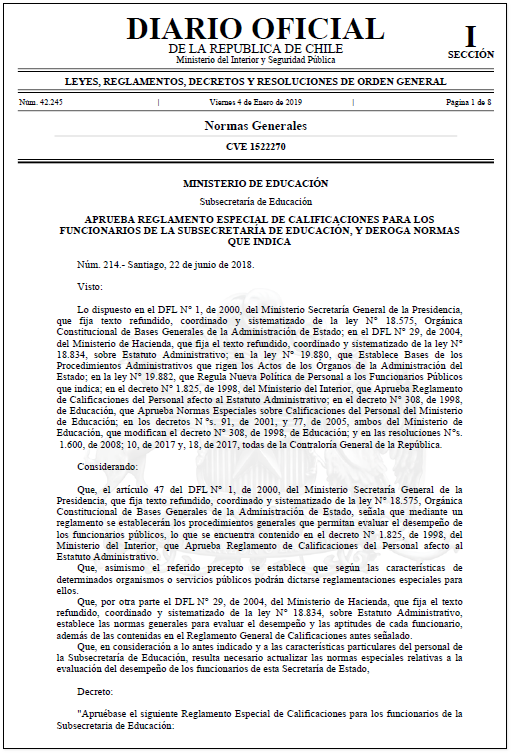 DIARIO OFICIAL
DE LA REPUBLICA DE CHILE
Ministerio del Interior y Seguridad Pública
I
SECCIÓN
LEYES, REGLAMENTOS, DECRETOS Y RESOLUCIONES DE ORDEN GENERAL
Núm. 42.245 | Viernes 4 de Enero de 2019 | Página 1 de 8
Normas Generales
CVE 1522270
MINISTERIO DE EDUCACIÓN
Subsecretaría de Educación
APRUEBA REGLAMENTO ESPECIAL DE CALIFICACIONES PARA LOS
FUNCIONARIOS DE LA SUBSECRETARÍA DE EDUCACIÓN, Y DEROGA NORMAS
QUE INDICA
Núm. 214.- Santiago, 22 de junio de 2018.
Visto:
Lo dispuesto en el DFL N° 1, de 2000, del Ministerio Secretaría General de la Presidencia,
que fija texto refundido, coordinado y sistematizado de la ley N° 18.575, Orgánica
Constitucional de Bases Generales de la Administración de Estado; en el DFL N° 29, de 2004,
del Ministerio de Hacienda, que fija el texto refundido, coordinado y sistematizado de la ley N°
18.834, sobre Estatuto Administrativo; en la ley N° 19.880, que Establece Bases de los
Procedimientos Administrativos que rigen los Actos de los Órganos de la Administración del
Estado; en la ley N° 19.882, que Regula Nueva Política de Personal a los Funcionarios Públicos
que indica; en el decreto N° 1.825, de 1998, del Ministerio del Interior, que Aprueba Reglamento
de Calificaciones del Personal afecto al Estatuto Administrativo; en el decreto N° 308, de 1998,
de Educación, que Aprueba Normas Especiales sobre Calificaciones del Personal del Ministerio
de Educación; en los decretos N °s. 91, de 2001, y 77, de 2005, ambos del Ministerio de
Educación, que modifican el decreto N° 308, de 1998, de Educación; y en las resoluciones N°s.
1.600, de 2008; 10, de 2017 y, 18, de 2017, todas de la Contraloría General de la República.
Considerando:
Que, el artículo 47 del DFL N° 1, de 2000, del Ministerio Secretaría General de la
Presidencia, que fija texto refundido, coordinado y sistematizado de la ley N° 18.575, Orgánica
Constitucional de Bases Generales de la Administración de Estado, señala que mediante un
reglamento se establecerán los procedimientos generales que permitan evaluar el desempeño de
los funcionarios públicos, lo que se encuentra contenido en el decreto N° 1.825, de 1998, del
Ministerio del Interior, que Aprueba Reglamento de Calificaciones del Personal afecto al
Estatuto Administrativo.
Que, asimismo el referido precepto se establece que según las características de
determinados organismos o servicios públicos podrán dictarse reglamentaciones especiales para
ellos.
Que, por otra parte el DFL N° 29, de 2004, del Ministerio de Hacienda, que fija el texto
refundido, coordinado y sistematizado de la ley N° 18.834, sobre Estatuto Administrativo,
establece las normas generales para evaluar el desempeño y las aptitudes de cada funcionario,
además de las contenidas en el Reglamento General de Calificaciones antes señalado.
Que, en consideración a lo antes indicado y a las características particulares del personal de
la Subsecretaría de Educación, resulta necesario actualizar las normas especiales relativas a la
evaluación del desempeño de los funcionarios de esta Secretaría de Estado,
Decreto:
"Apruébase el siguiente Reglamento Especial de Calificaciones para los funcionarios de la
Subsecretaria de Educación: